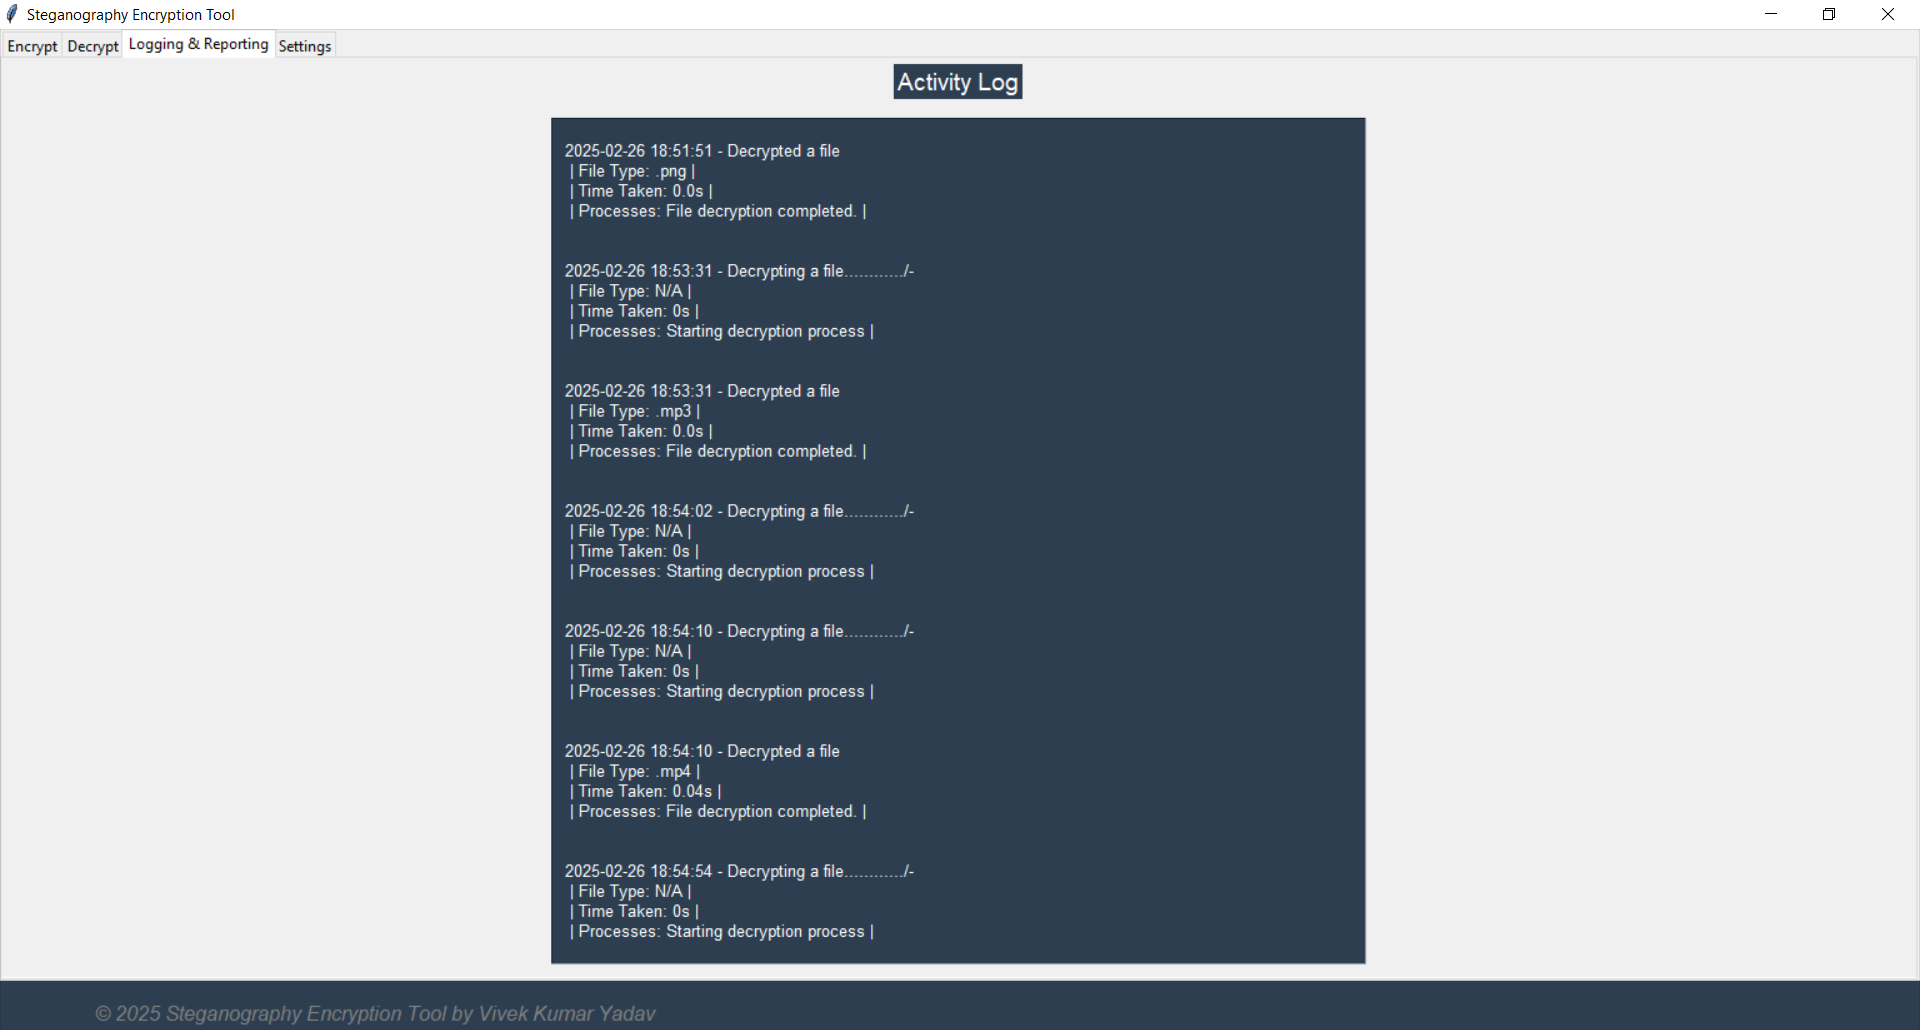 Steganography Encryption Tool
Encrypt Decrypt Logging & Reporting Settings
Activity Log
2025-02-26 18:51:51 - Decrypted a file
| File Type: .png |
| Time Taken: 0.0s |
| Processes: File decryption completed. |
2025-02-26 18:53:31 - Decrypting a file............/-
| File Type: N/A |
| Time Taken: 0s |
| Processes: Starting decryption process |
2025-02-26 18:53:31 - Decrypted a file
| File Type: .mp3 |
| Time Taken: 0.0s |
| Processes: File decryption completed. |
2025-02-26 18:54:02 - Decrypting a file............/-
| File Type: N/A |
| Time Taken: 0s |
| Processes: Starting decryption process |
2025-02-26 18:54:10 - Decrypting a file............/-
| File Type: N/A |
| Time Taken: 0s |
| Processes: Starting decryption process |
2025-02-26 18:54:10 - Decrypted a file
| File Type: .mp4 |
| Time Taken: 0.04s |
| Processes: File decryption completed. |
2025-02-26 18:54:54 - Decrypting a file............/-
| File Type: N/A |
| Time Taken: 0s |
| Processes: Starting decryption process |
© 2025 Steganography Encryption Tool by Vivek Kumar Yadav